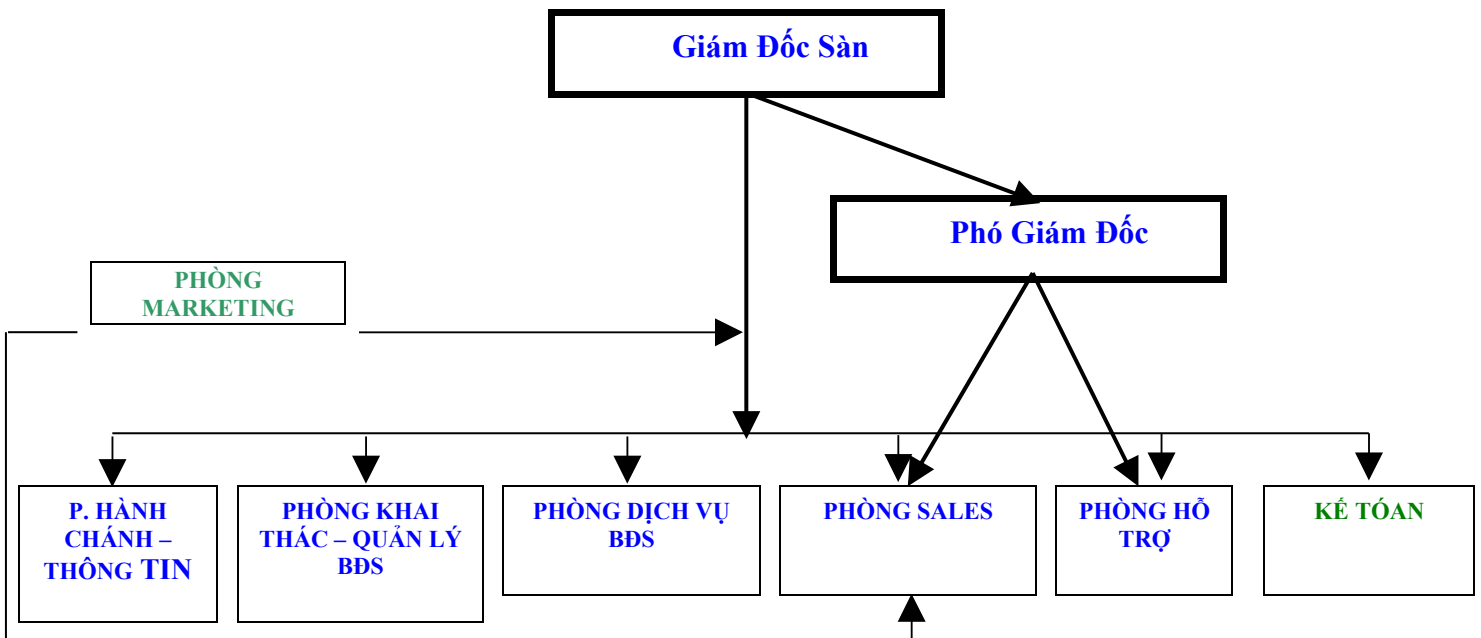 Giám Đốc Sàn
Phó Giám Đốc
PHÒNG
MARKETING
P. HÀNH
CHÁNH –
THÔNG TIN
PHÒNG KHAI
THÁC – QUẢN LÝ
BĐS
PHÒNG DỊCH VỤ
BĐS
PHÒNG SALES
PHÒNG HỖ
TRỢ
KẾ TÓAN